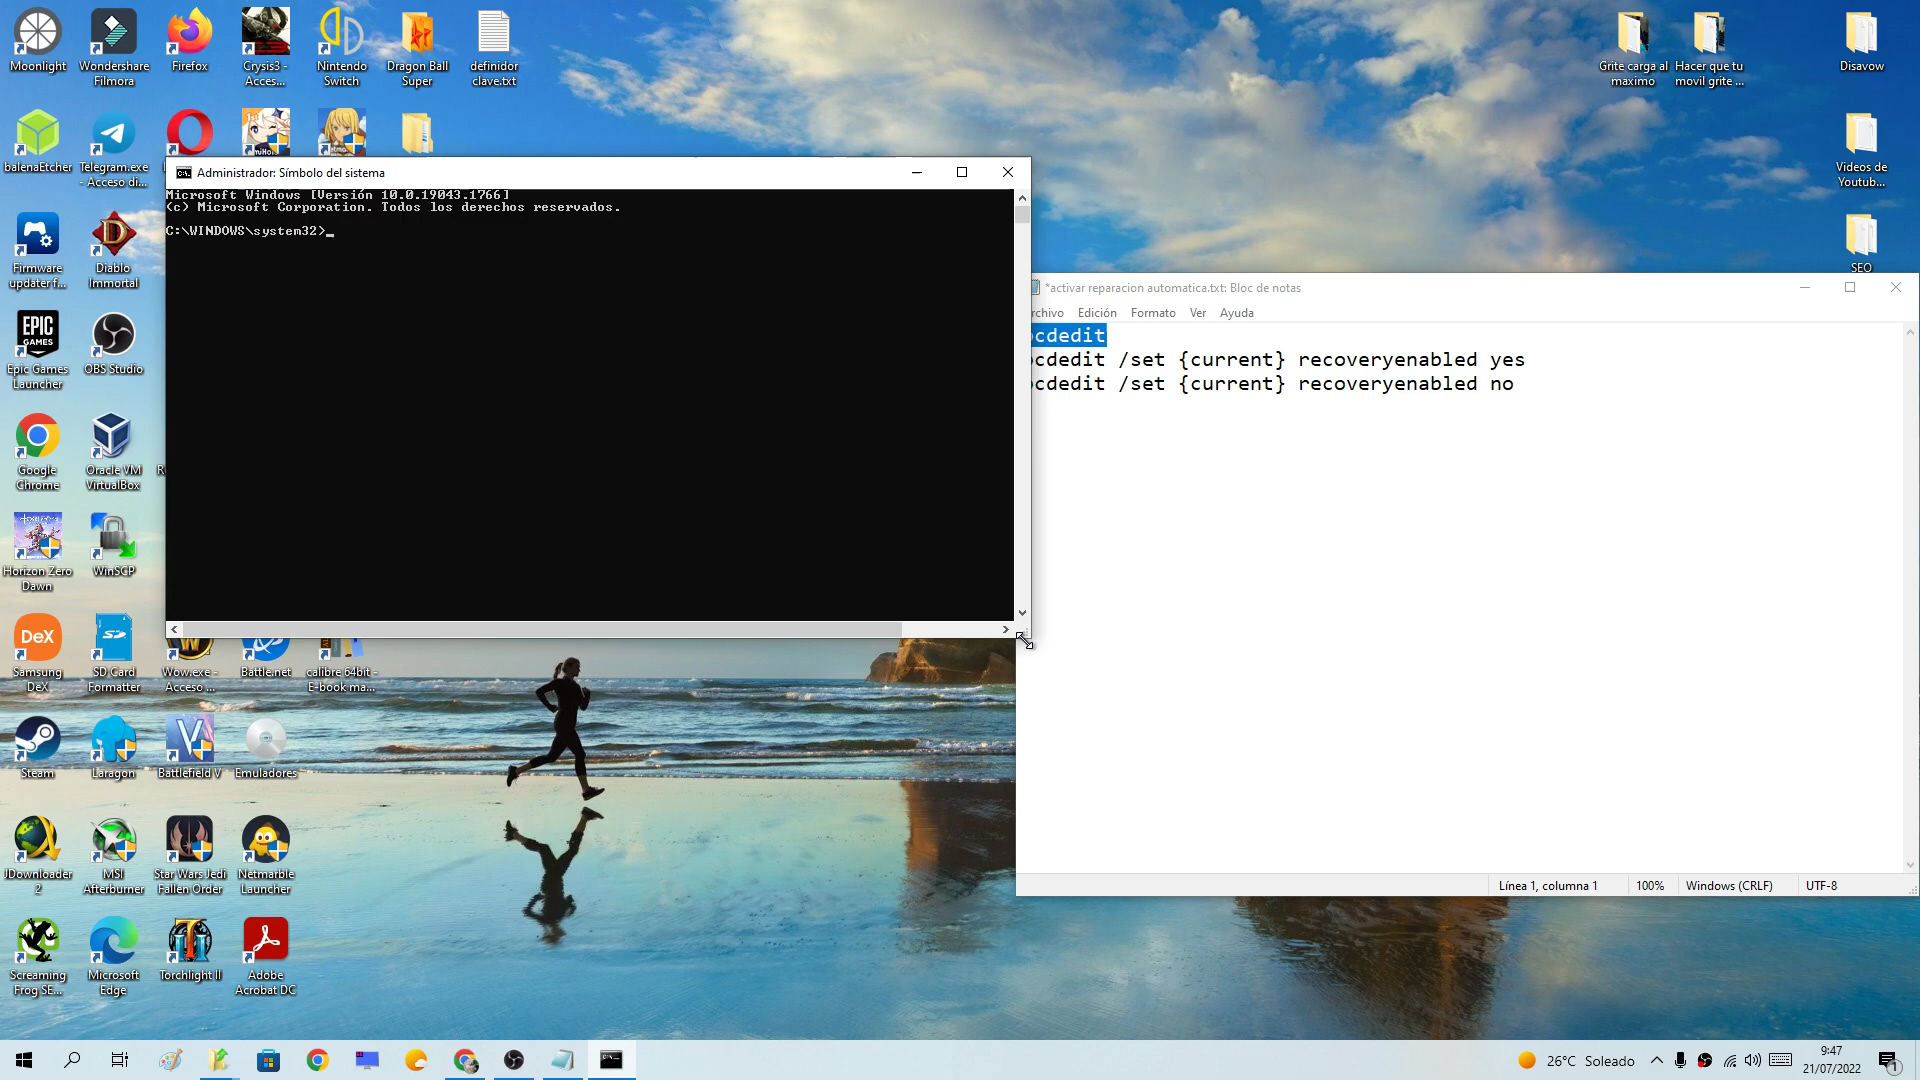 Moonlight
Wondershare Filmora
Firefox
Crysis3 - Acces...
Nintendo Switch
Dragon Ball Super
definidor clave.txt
Grite carga al maximo
Hacer que tu movil grite ...
Disavow
balenaEtcher
Telegram.exe - Acceso di...
Videos de Youtub...
Administrador: Símbolo del sistema
Microsoft Windows [Versión 10.0.19043.1766]
(c) Microsoft Corporation. Todos los derechos reservados.
C:\WINDOWS\system32>_
Firmware updater f...
Diablo Immortal
SEO
*activar reparacion automatica.txt: Bloc de notas
rchivo Edición Formato Ver Ayuda
cdedit
cdedit /set {current} recoveryenabled yes
cdedit /set {current} recoveryenabled no
EPIC GAMES
Epic Games Launcher
OBS Studio
Google Chrome
Oracle VM VirtualBox
R
Horizon Zero Dawn
WinSCP
DeX
Samsung DeX
SD Card Formatter
Wow.exe - Acceso ...
Battle.net
calibre 64bit - E-book ma...
Steam
Laragon
Battlefield V
Emuladores
JDownloader 2
MSI Afterburner
Star Wars Jedi Fallen Order
Netmarble Launcher
Línea 1, columna 1
100%
Windows (CRLF)
UTF-8
Screaming Frog SE...
Microsoft Edge
Torchlight II
Adobe Acrobat DC
26°C Soleado
9:47
21/07/2022
1